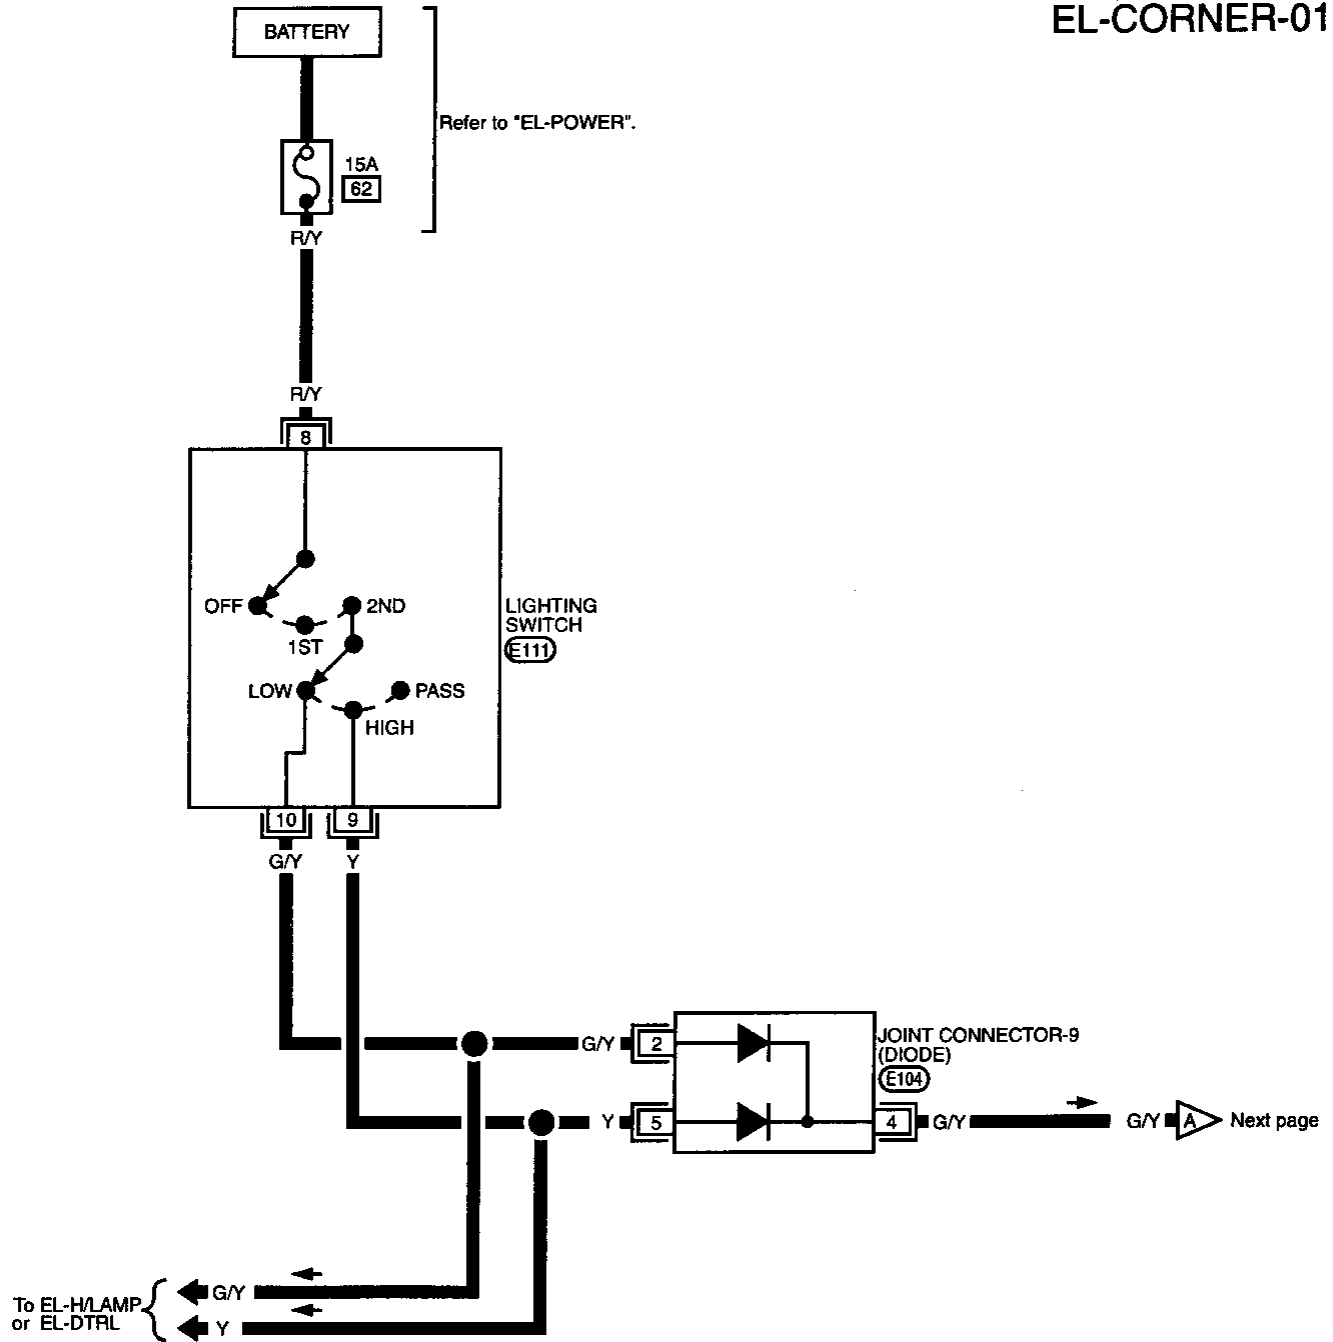 EL-CORNER-01
BATTERY
Refer to "EL-POWER".
15A
62
R/Y
R/Y
8
OFF
2ND
1ST
LIGHTING
SWITCH
E111
LOW
PASS
HIGH
10
9
G/Y
Y
G/Y
2
JOINT CONNECTOR-9
(DIODE)
E104
Y
5
4
G/Y
G/Y
A
Next page
To EL-H/LAMP
or EL-DTRL
G/Y
Y